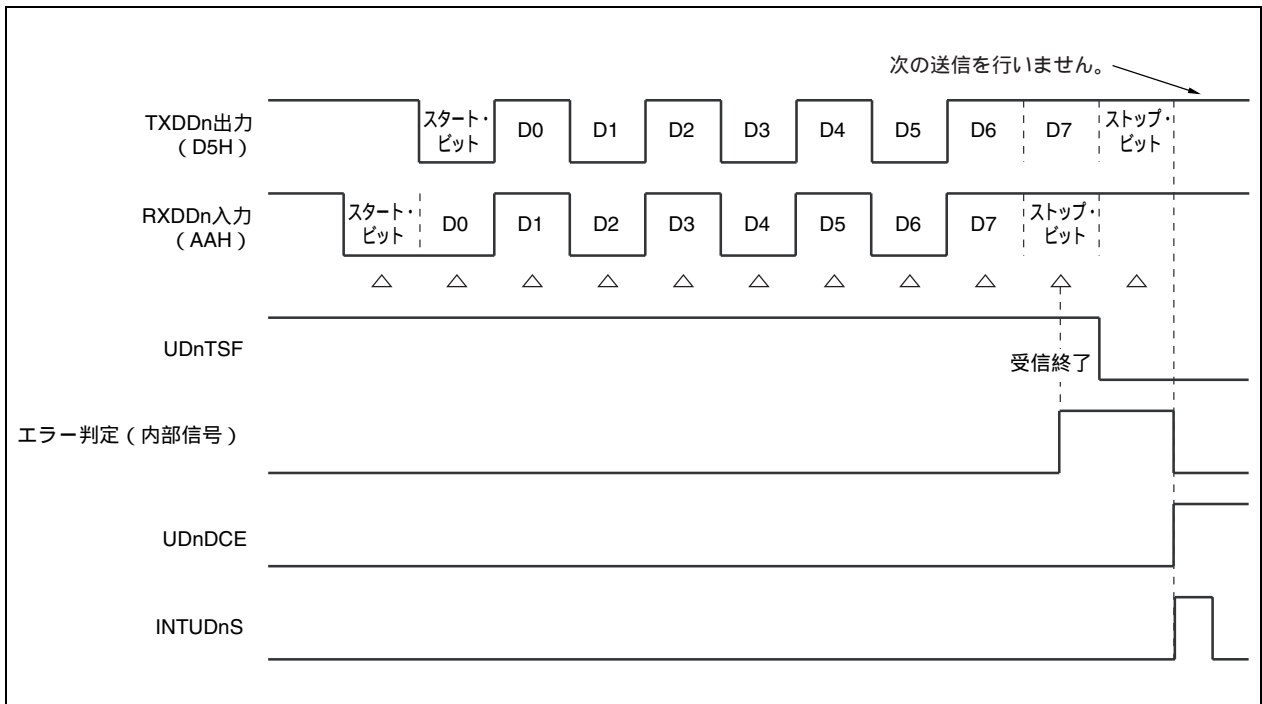 次の送信を行いません。
TXDDn出力
(D5H)
スタート・
ビット
D0
D1
D2
D3
D4
D5
D6
D7
ストップ・
ビット
RXDDn入力
(AAH)
スタート・
ビット
D0
D1
D2
D3
D4
D5
D6
D7
ストップ・
ビット
UDnTSF
受信終了
エラー判定(内部信号)
UDnDCE
INTUDnS